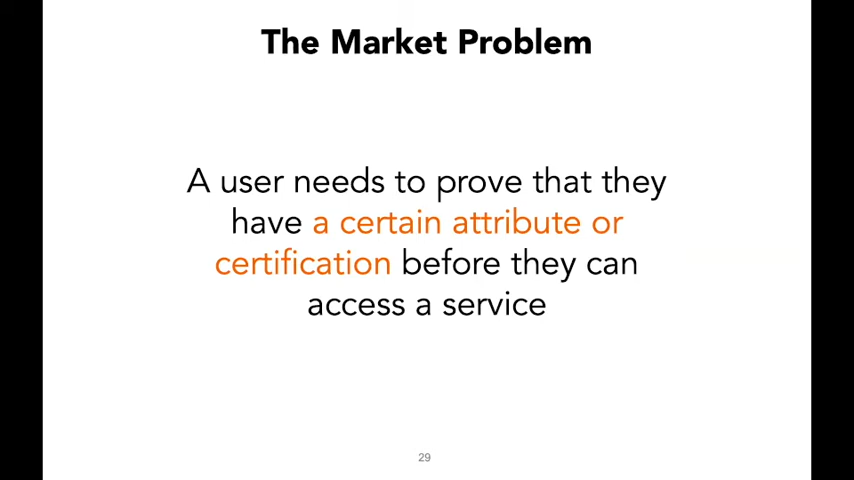 The Market Problem
A user needs to prove that they
have a certain attribute or
certification before they can
access a service
29